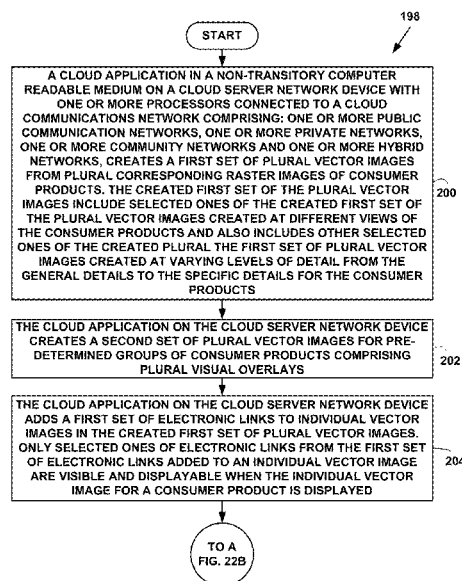 198
START
A CLOUD APPLICATION IN A NON-TRANSITORY COMPUTER
READABLE MEDIUM ON A CLOUD SERVER NETWORK DEVICE WITH
ONE OR MORE PROCESSORS CONNECTED TO A CLOUD
COMMUNICATIONS NETWORK COMPRISING: ONE OR MORE PUBLIC
COMMUNICATION NETWORKS, ONE OR MORE PRIVATE NETWORKS,
ONE OR MORE COMMUNITY NETWORKS AND ONE OR MORE HYBRID
NETWORKS, CREATES A FIRST SET OF PLURAL VECTOR IMAGES
FROM PLURAL CORRESPONDING RASTER IMAGES OF CONSUMER
PRODUCTS. THE CREATED FIRST SET OF THE PLURAL VECTOR
IMAGES INCLUDE SELECTED ONES OF THE CREATED FIRST SET OF
THE PLURAL VECTOR IMAGES CREATED AT DIFFERENT VIEWS OF
THE CONSUMER PRODUCTS AND ALSO INCLUDES OTHER SELECTED
ONES OF THE CREATED PLURAL THE FIRST SET OF PLURAL VECTOR
IMAGES CREATED AT VARYING LEVELS OF DETAIL FROM THE
GENERAL DETAILS TO THE SPECIFIC DETAILS FOR THE CONSUMER
PRODUCTS
200
THE CLOUD APPLICATION ON THE CLOUD SERVER NETWORK DEVICE
CREATES A SECOND SET OF PLURAL VECTOR IMAGES FOR PRE-
DETERMINED GROUPS OF CONSUMER PRODUCTS COMPRISING
PLURAL VISUAL OVERLAYS
202
THE CLOUD APPLICATION ON THE CLOUD SERVER NETWORK DEVICE
ADDS A FIRST SET OF ELECTRONIC LINKS TO INDIVIDUAL VECTOR
IMAGES IN THE CREATED FIRST SET OF PLURAL VECTOR IMAGES.
ONLY SELECTED ONES OF ELECTRONIC LINKS FROM THE FIRST SET
OF ELECTRONIC LINKS ADDED TO AN INDIVIDUAL VECTOR IMAGE
ARE VISIBLE AND DISPLAYABLE WHEN THE INDIVIDUAL VECTOR
IMAGE FOR A CONSUMER PRODUCT IS DISPLAYED
204
TO A
FIG. 22B